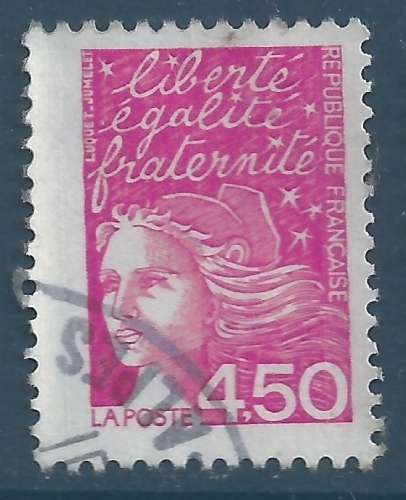 liberté
égalité
fraternité
RÉPUBLIQUE FRANÇAISE
LUQUET. JUMELET
LA POSTE
4,50